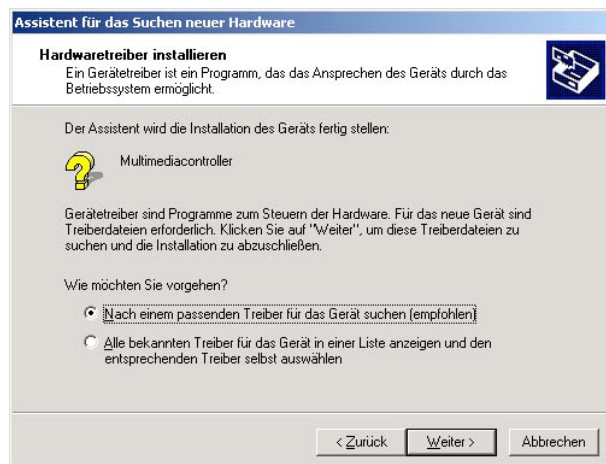 Assistent für das Suchen neuer Hardware
Hardwaretreiber installieren
Ein Gerätetreiber ist ein Programm, das das Ansprechen des Geräts durch das
Betriebssystem ermöglicht.
Der Assistent wird die Installation des Geräts fertig stellen:
Multimediacontroller
Gerätetreiber sind Programme zum Steuern der Hardware. Für das neue Gerät sind
Treiberdateien erforderlich. Klicken Sie auf "Weiter", um diese Treiberdateien zu
suchen und die Installation zu abzuschließen.
Wie möchten Sie vorgehen?
Nach einem passenden Treiber für das Gerät suchen (empfohlen)
Alle bekannten Treiber für das Gerät in einer Liste anzeigen und den
entsprechenden Treiber selbst auswählen
< Zurück Weiter > Abbrechen